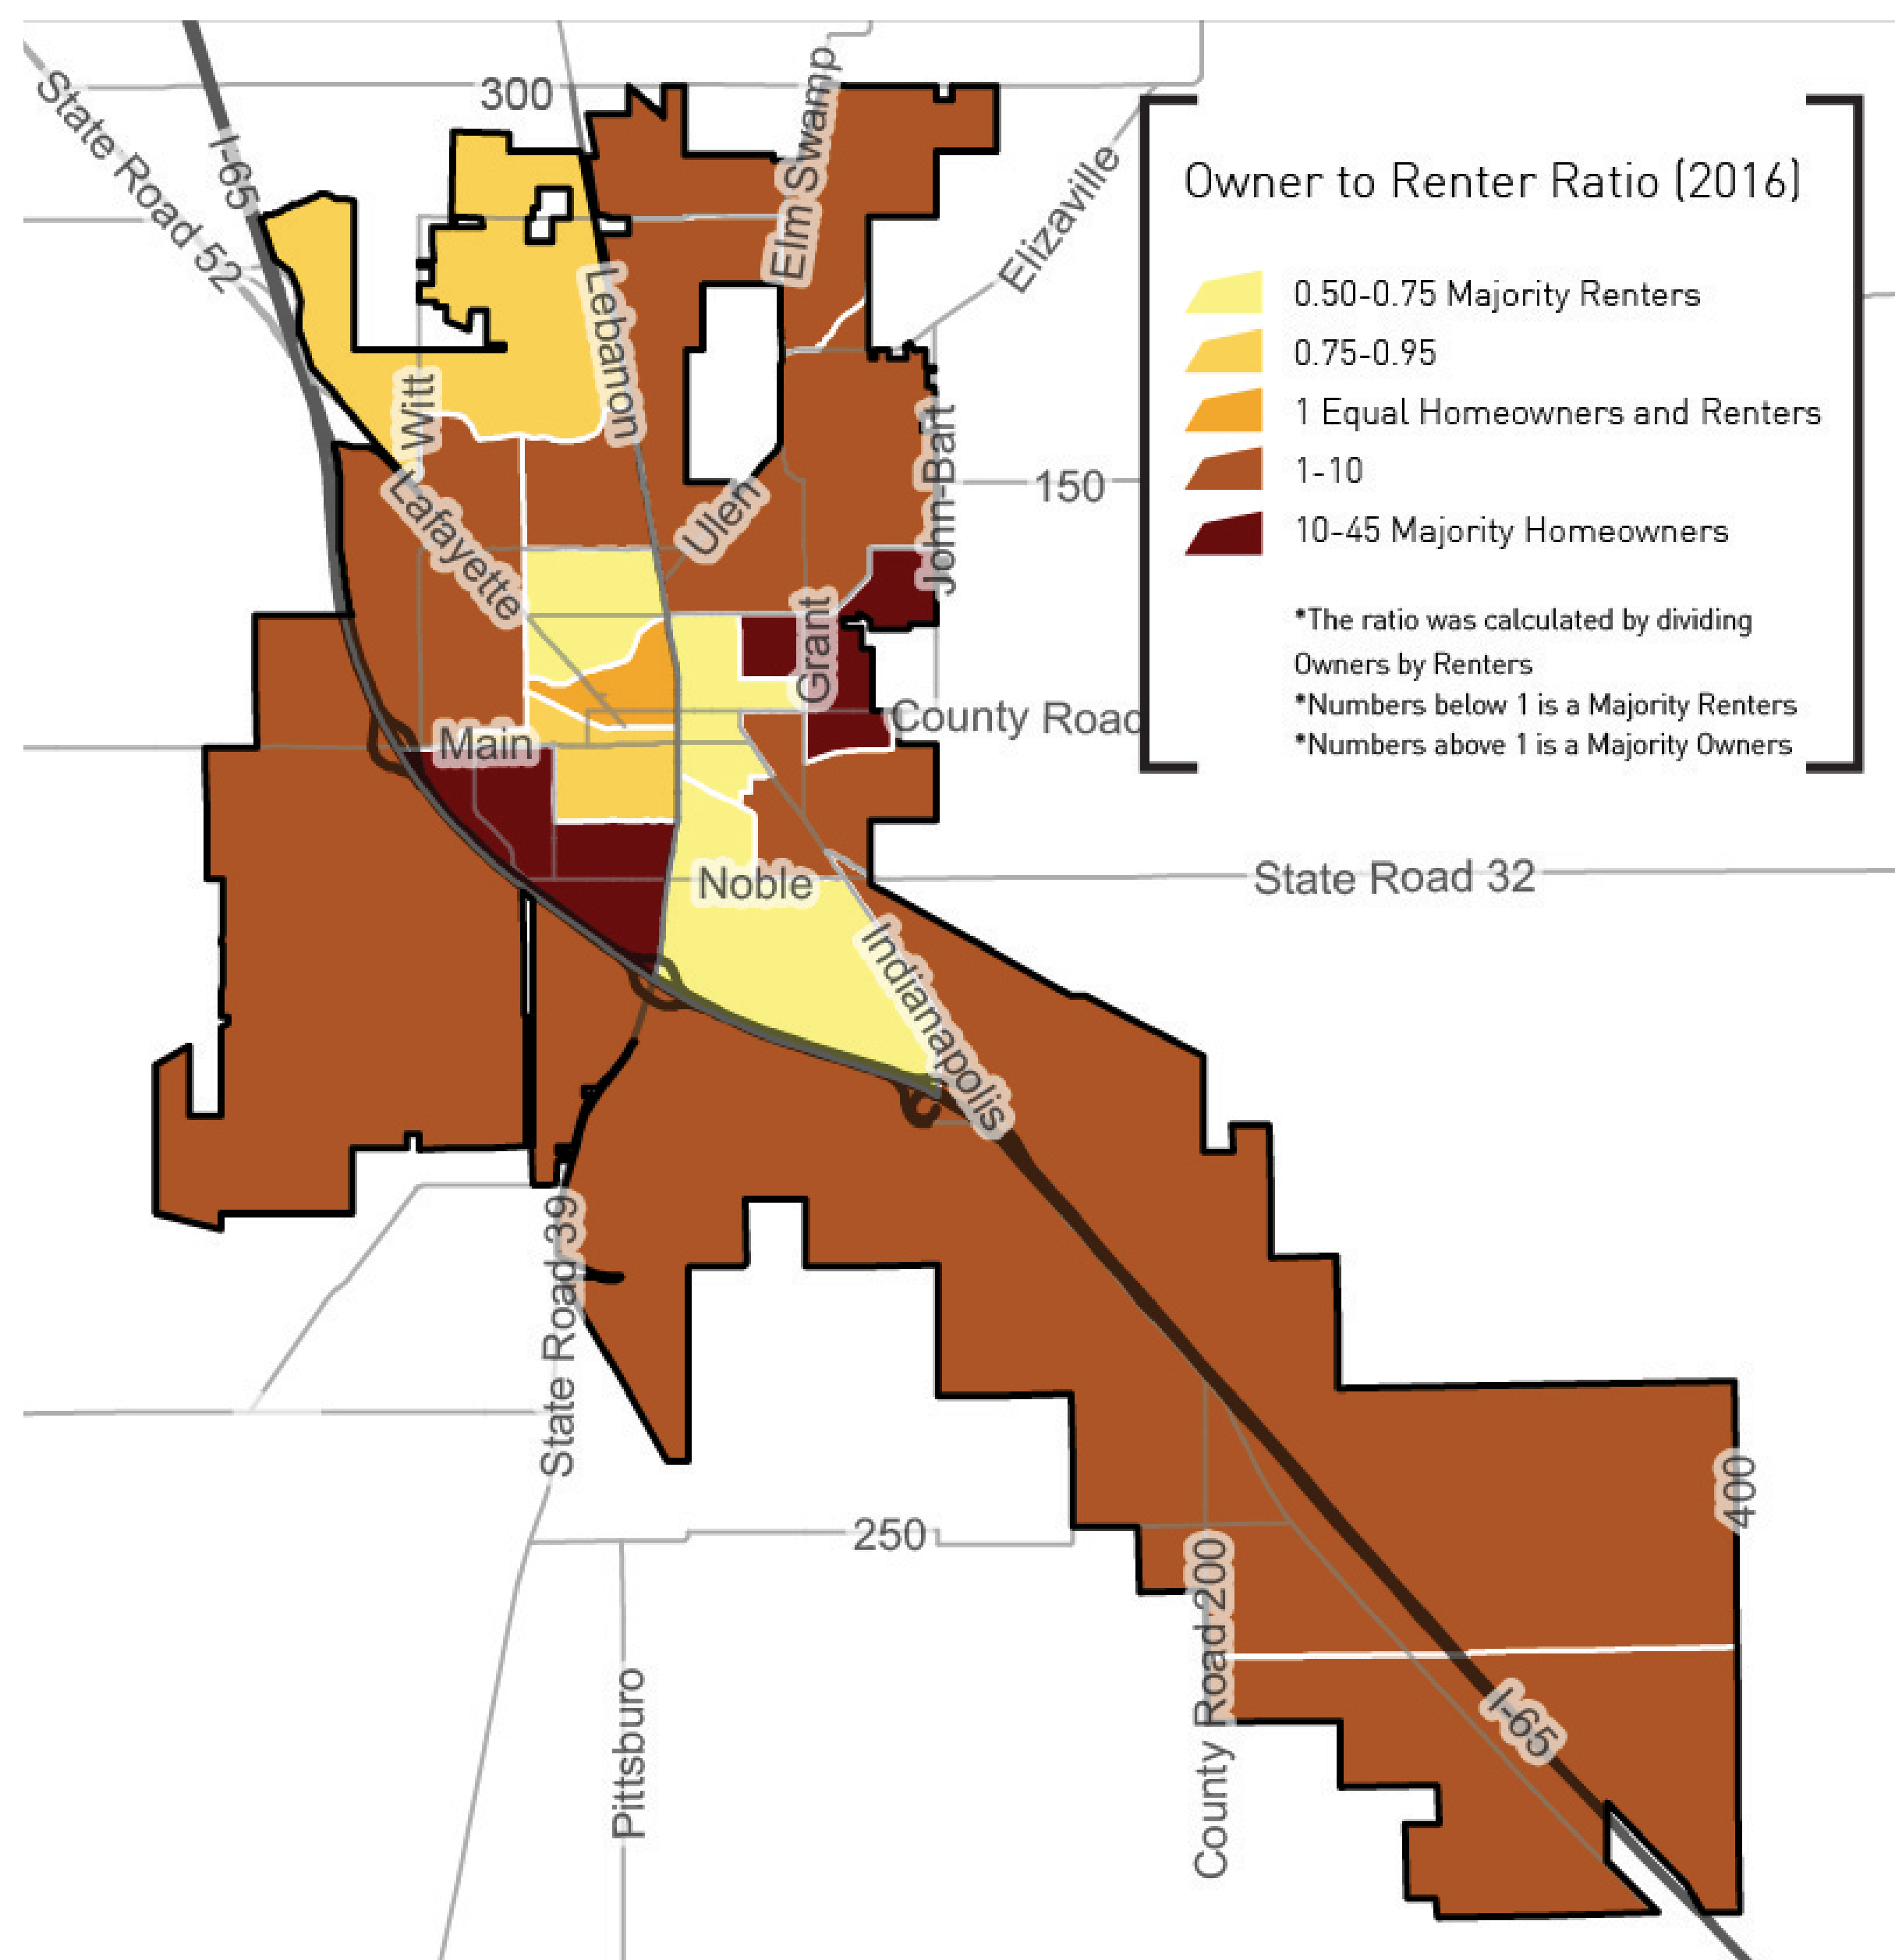 300
State Road 52
I-65
Elm Swamp
Elizaville
Owner to Renter Ratio (2016)
0.50-0.75 Majority Renters
0.75-0.95
1 Equal Homeowners and Renters
1-10
10-45 Majority Homeowners
*The ratio was calculated by dividing
Owners by Renters
*Numbers below 1 is a Majority Renters
*Numbers above 1 is a Majority Owners
Lebanon
Witt
John-Bart
150
Lafayette
Ulen
Grant
County Road
Main
Noble
State Road 32
Indianapolis
State Road 39
400
250
County Road 200
I-65
Pittsburo